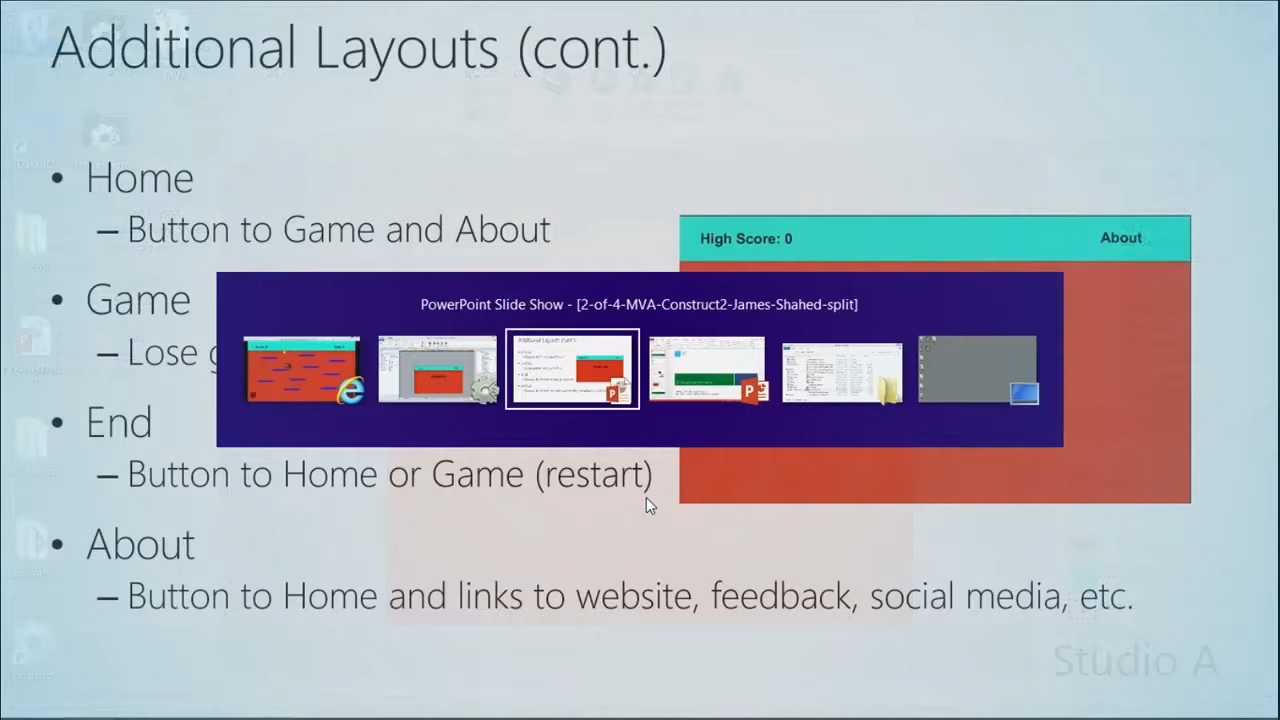 Additional Layouts (cont.)
• Home
– Button to Game and About
High Score: 0
About
PowerPoint Slide Show - [2-of-4-MVA-Construct2-James-Shahed-split]
• Game
– Lose
• End
– Button to Home or Game (restart)
• About
– Button to Home and links to website, feedback, social media, etc.
Studio A